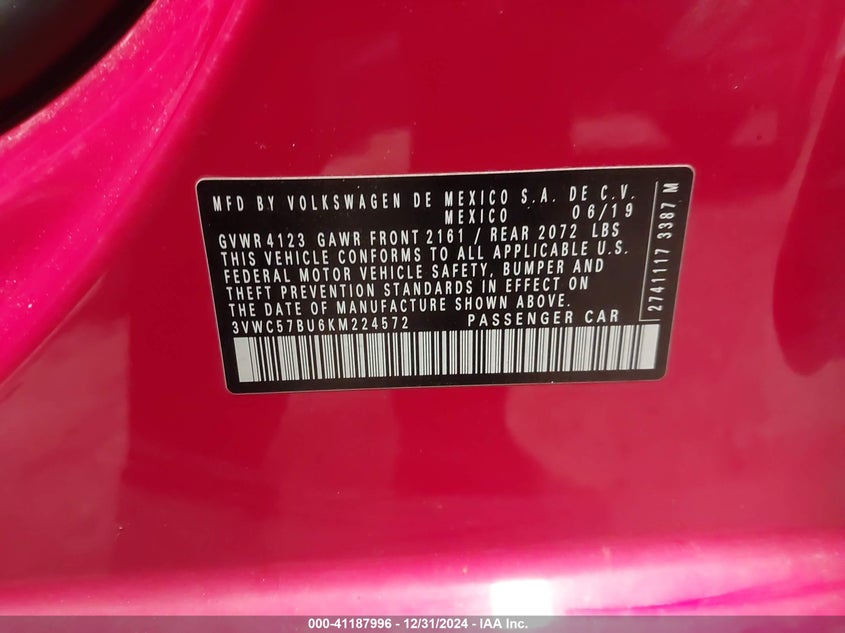 MFD BY VOLKSWAGEN DE MEXICO S.A. DE C.V.
MEXICO 06/19
GVWR 4123 GAWR FRONT 2161 / REAR 2072 LBS
THIS VEHICLE CONFORMS TO ALL APPLICABLE U.S.
FEDERAL MOTOR VEHICLE SAFETY, BUMPER AND
THEFT PREVENTION STANDARDS IN EFFECT ON
THE DATE OF MANUFACTURE SHOWN ABOVE.
3VWC57BU6KM224572 PASSENGER CAR
2741117 3387 M
000-41187996 - 12/31/2024 - IAA Inc.